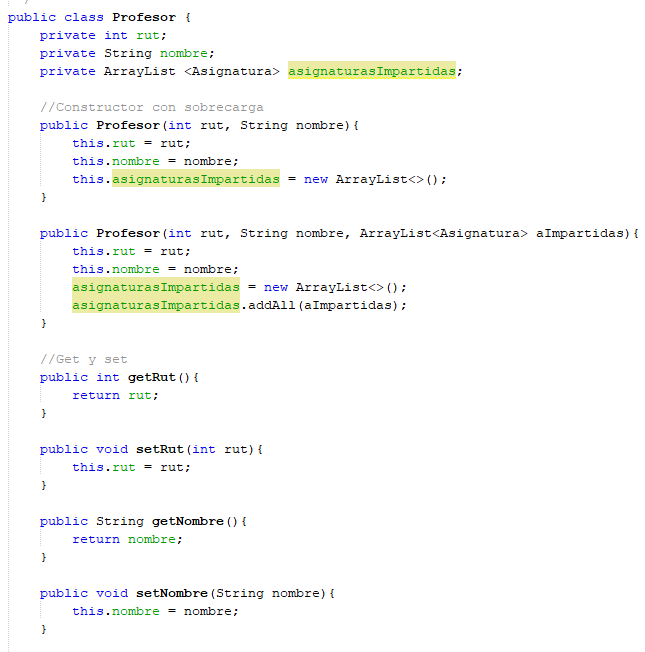 public class Profesor {
private int rut;
private String nombre;
private ArrayList <Asignatura> asignaturasImpartidas;
//Constructor con sobrecarga
public Profesor(int rut, String nombre){
this.rut = rut;
this.nombre = nombre;
this.asignaturasImpartidas = new ArrayList<>();
}
public Profesor(int rut, String nombre, ArrayList<Asignatura> aImpartidas){
this.rut = rut;
this.nombre = nombre;
asignaturasImpartidas = new ArrayList<>();
asignaturasImpartidas.addAll(aImpartidas);
}
//Get y set
public int getRut(){
return rut;
}
public void setRut(int rut){
this.rut = rut;
}
public String getNombre(){
return nombre;
}
public void setNombre(String nombre){
this.nombre = nombre;
}